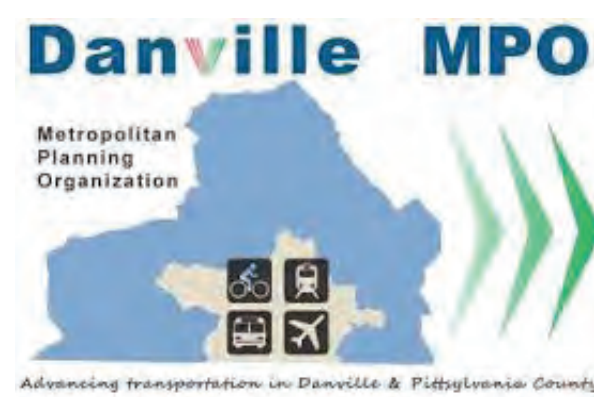 Danville MPO
Metropolitan
Planning
Organization
Advancing transportation in Danville & Pittsylvania County